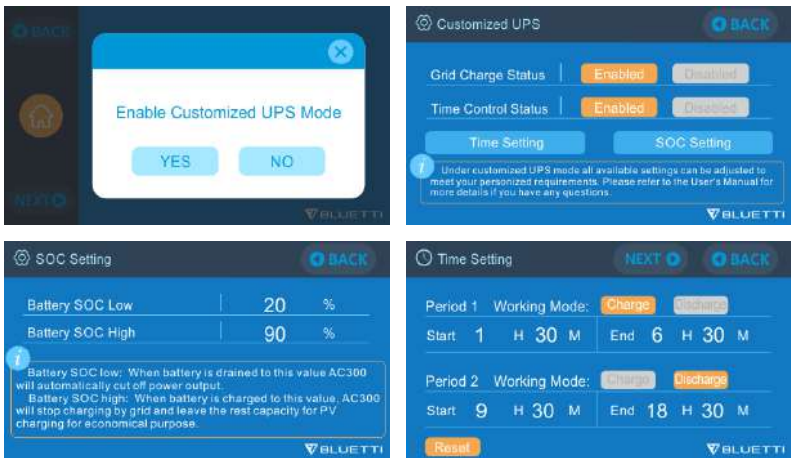 BACK
Enable Customized UPS Mode
YES
NO
NEXT
BLUETTI
Customized UPS
BACK
Grid Charge Status
Enabled
Disabled
Time Control Status
Enabled
Disabled
Time Setting
SOC Setting
Under customized UPS mode all available settings can be adjusted to
meet your personized requirements. Please refer to the User's Manual for
more details if you have any questions.
BLUETTI
SOC Setting
BACK
Battery SOC Low 20 %
Battery SOC High 90 %
Battery SOC low: When battery is drained to this value AC300
will automatically cut off power output.
Battery SOC high: When battery is charged to this value, AC300
will stop charging by grid and leave the rest capacity for PV
charging for economical purpose.
BLUETTI
Time Setting
NEXT
BACK
Period 1 Working Mode: Charge Discharge
Start 1 H 30 M End 6 H 30 M
Period 2 Working Mode: Charge Discharge
Start 9 H 30 M End 18 H 30 M
Reset
BLUETTI